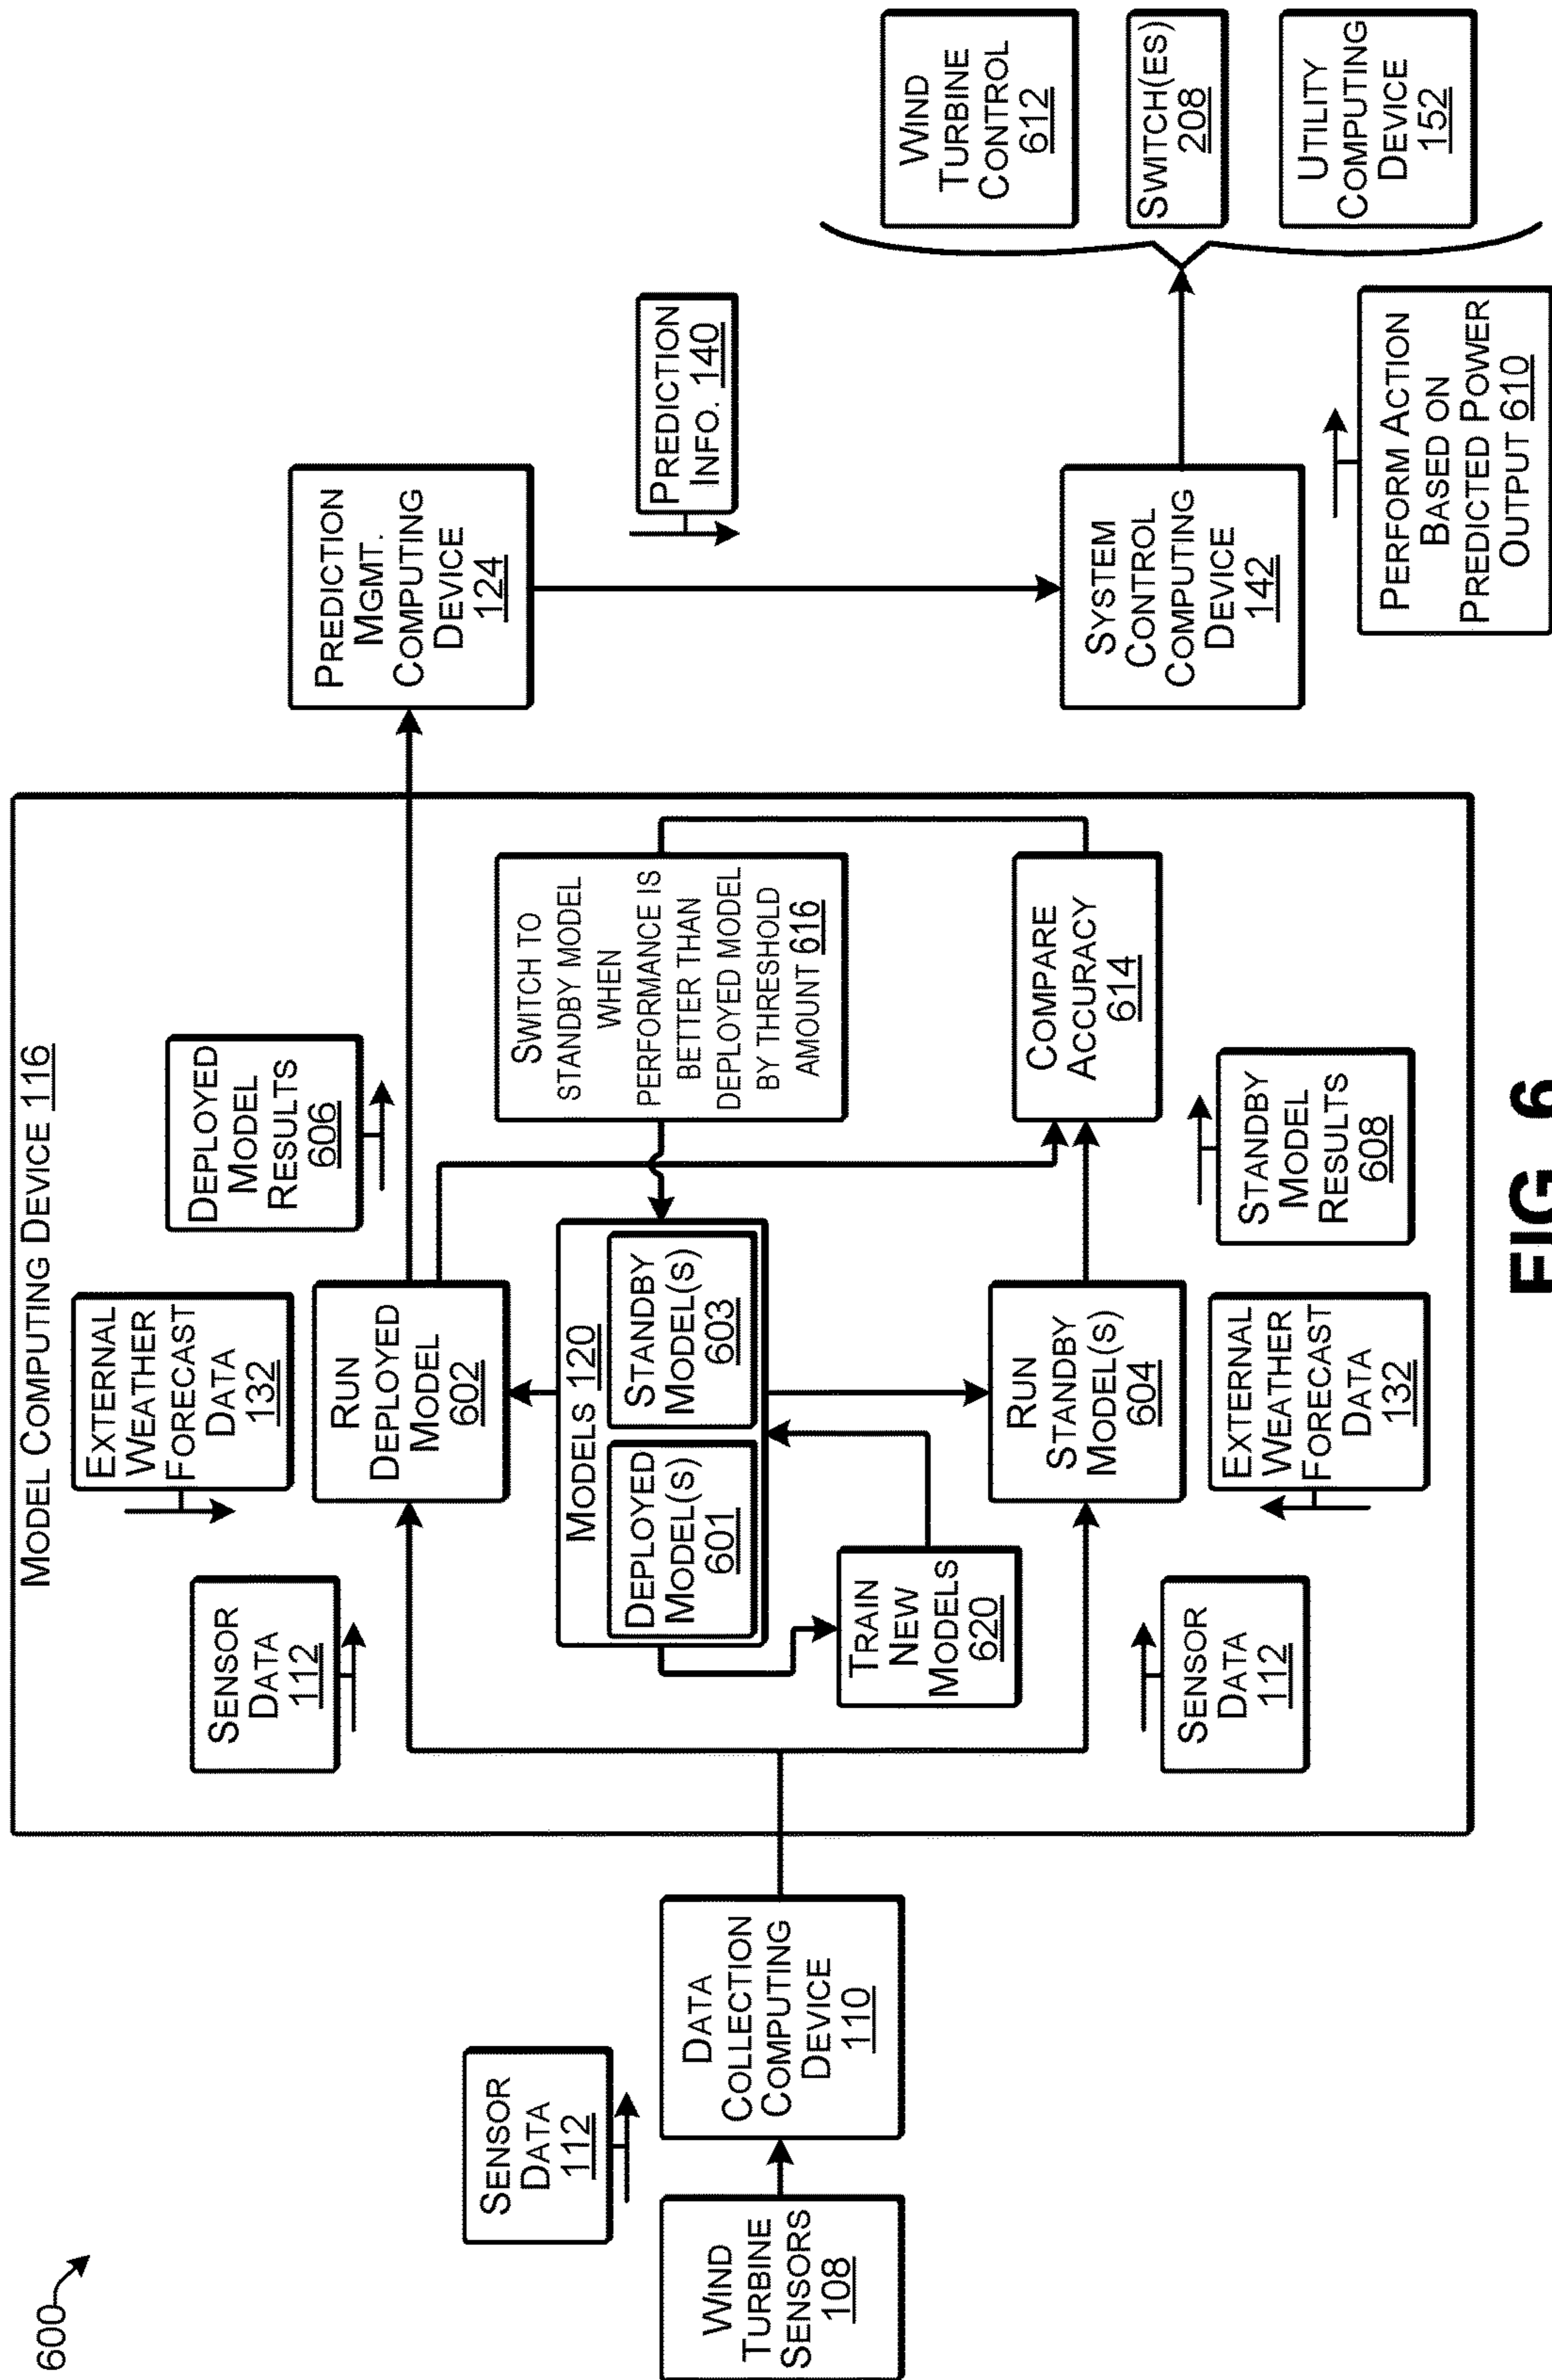 600
MODEL COMPUTING DEVICE 116
WIND
TURBINE
SENSORS
108
SENSOR
DATA
112
DATA
COLLECTION
COMPUTING
DEVICE
110
SENSOR
DATA
112
EXTERNAL
WEATHER
FORECAST
DATA
132
DEPLOYED
MODEL
RESULTS
606
RUN
DEPLOYED
MODEL
602
MODELS 120
DEPLOYED
MODEL(S)
601
STANDBY
MODEL(S)
603
SWITCH TO
STANDBY MODEL
WHEN
PERFORMANCE IS
BETTER THAN
DEPLOYED MODEL
BY THRESHOLD
AMOUNT 616
TRAIN
NEW
MODELS
620
RUN
STANDBY
MODEL(S)
604
COMPARE
ACCURACY
614
SENSOR
DATA
112
EXTERNAL
WEATHER
FORECAST
DATA
132
STANDBY
MODEL
RESULTS
608
PREDICTION
MGMT.
COMPUTING
DEVICE
124
PREDICTION
INFO. 140
SYSTEM
CONTROL
COMPUTING
DEVICE
142
PERFORM ACTION
BASED ON
PREDICTED POWER
OUTPUT 610
WIND
TURBINE
CONTROL
612
SWITCH(ES)
208
UTILITY
COMPUTING
DEVICE
152
FIG 6